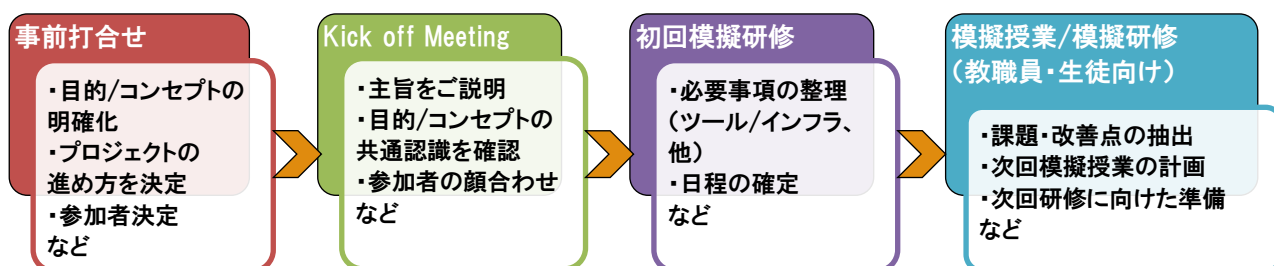 事前打合せ
・目的/コンセプトの
明確化
・プロジェクトの
進め方を決定
・参加者決定
など
Kick off Meeting
・主旨をご説明
・目的/コンセプトの
共通認識を確認
・参加者の顔合わせ
など
初回模擬研修
・必要事項の整理
（ツール/インフラ、
他）
・日程の確定
など
模擬授業/模擬研修
（教職員・生徒向け）
・課題・改善点の抽出
・次回模擬授業の計画
・次回研修に向けた準備
など